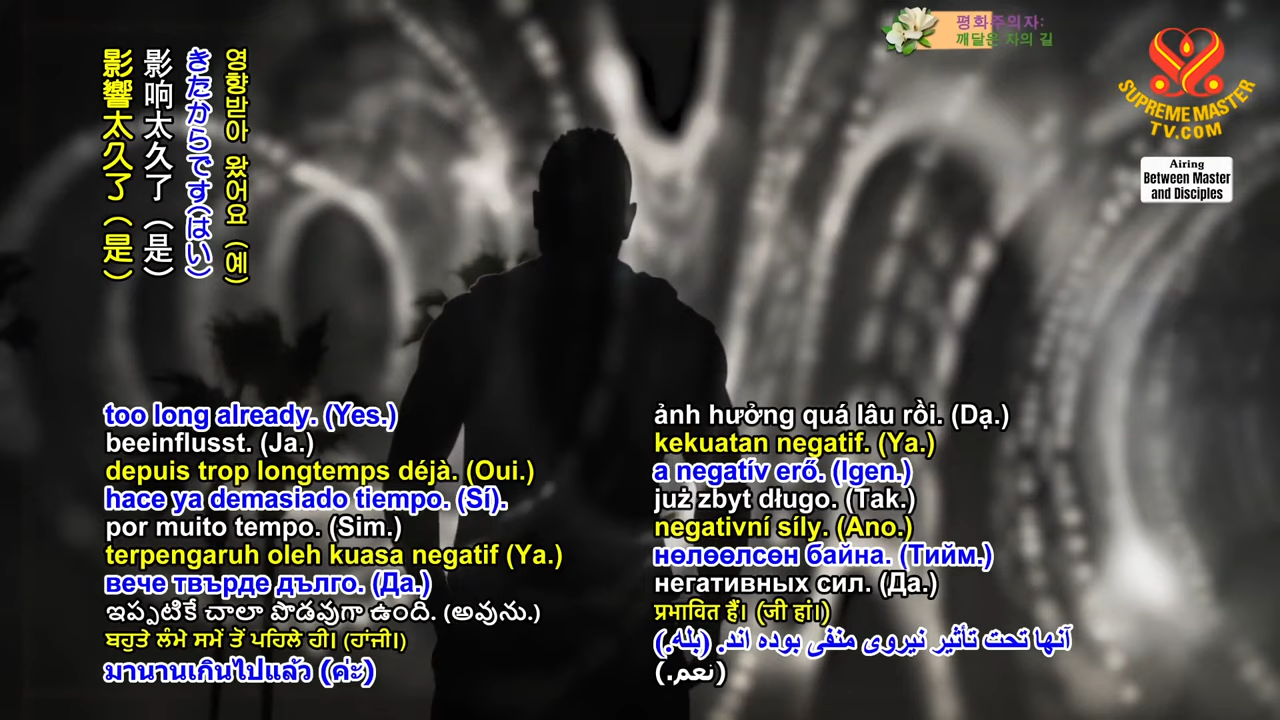 평화주의자:
깨달은 자의 길
SUPREME MASTER
TV.COM
Airing
Between Master
and Disciples
영향받아 왔어요 (예)
きたからです(はい)
影响太久了（是）
影響太久了（是）
too long already. (Yes.)
beeinflusst. (Ja.)
depuis trop longtemps déjà. (Oui.)
hace ya demasiado tiempo. (Sí).
por muito tempo. (Sim.)
terpengaruh oleh kuasa negatif (Ya.)
вече твърде дълго. (Да.)
ఇప్పటికే చాలా పొడవుగా ఉంది. (అవును.)
ਬਹੁਤੇ ਲੰਮੇ ਸਮੇਂ ਤੋਂ ਪਹਿਲੇ ਹੀ। (ਹਾਂਜੀ।)
มานานเกินไปแล้ว (ค่ะ)
ảnh hưởng quá lâu rồi. (Dạ.)
kekuatan negatif. (Ya.)
a negatív erő. (Igen.)
już zbyt długo. (Tak.)
negativní síly. (Ano.)
нөлөөлсөн байна. (Тийм.)
негативных сил. (Да.)
प्रभावित हैं। (जी हां।)
آنها تحت تأثیر نیروی منفی بوده اند. (بله.)
(نعم.)